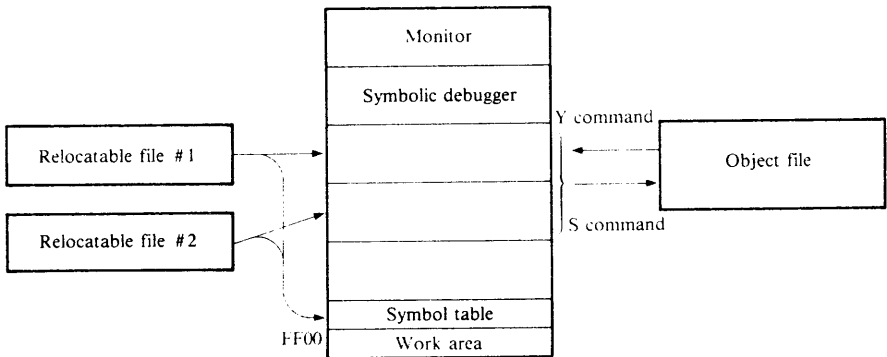 Monitor
Symbolic debugger
Y command
Relocatable file #1
Object file
Relocatable file #2
S command
Symbol table
FF00
Work area